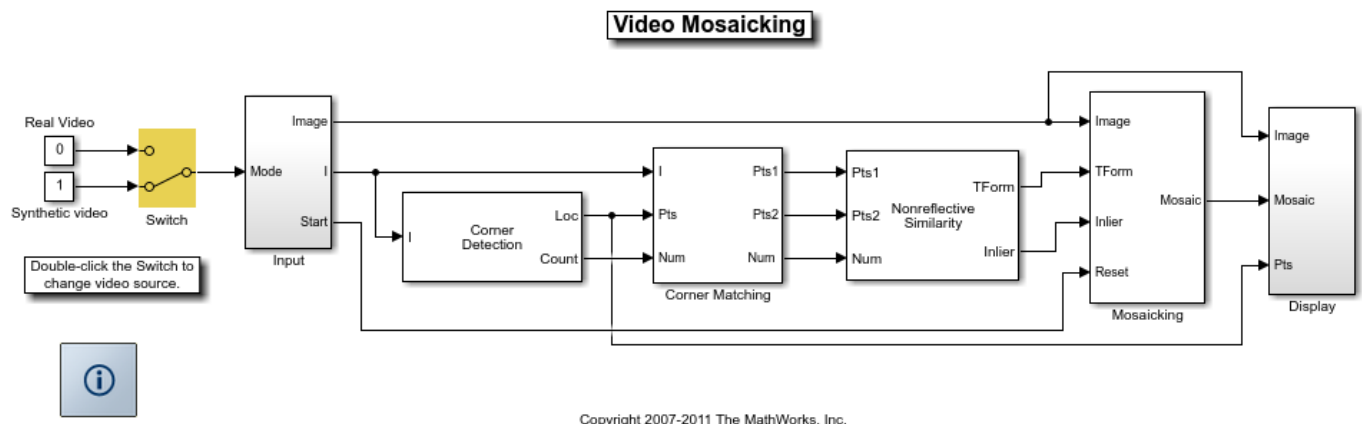 Video Mosaicking
Real Video
0
1
Synthetic video
Switch
Double-click the Switch to
change video source.
Mode
Image
I
Start
Input
I
Corner
Detection
Loc
Count
I
Pts
Num
Pts1
Pts2
Num
Corner Matching
Pts1
Pts2
Num
Nonreflective
Similarity
TForm
Inlier
Image
TForm
Inlier
Reset
Mosaic
Mosaicking
Image
Mosaic
Pts
Display
i
Copyright 2007-2011 The MathWorks, Inc.